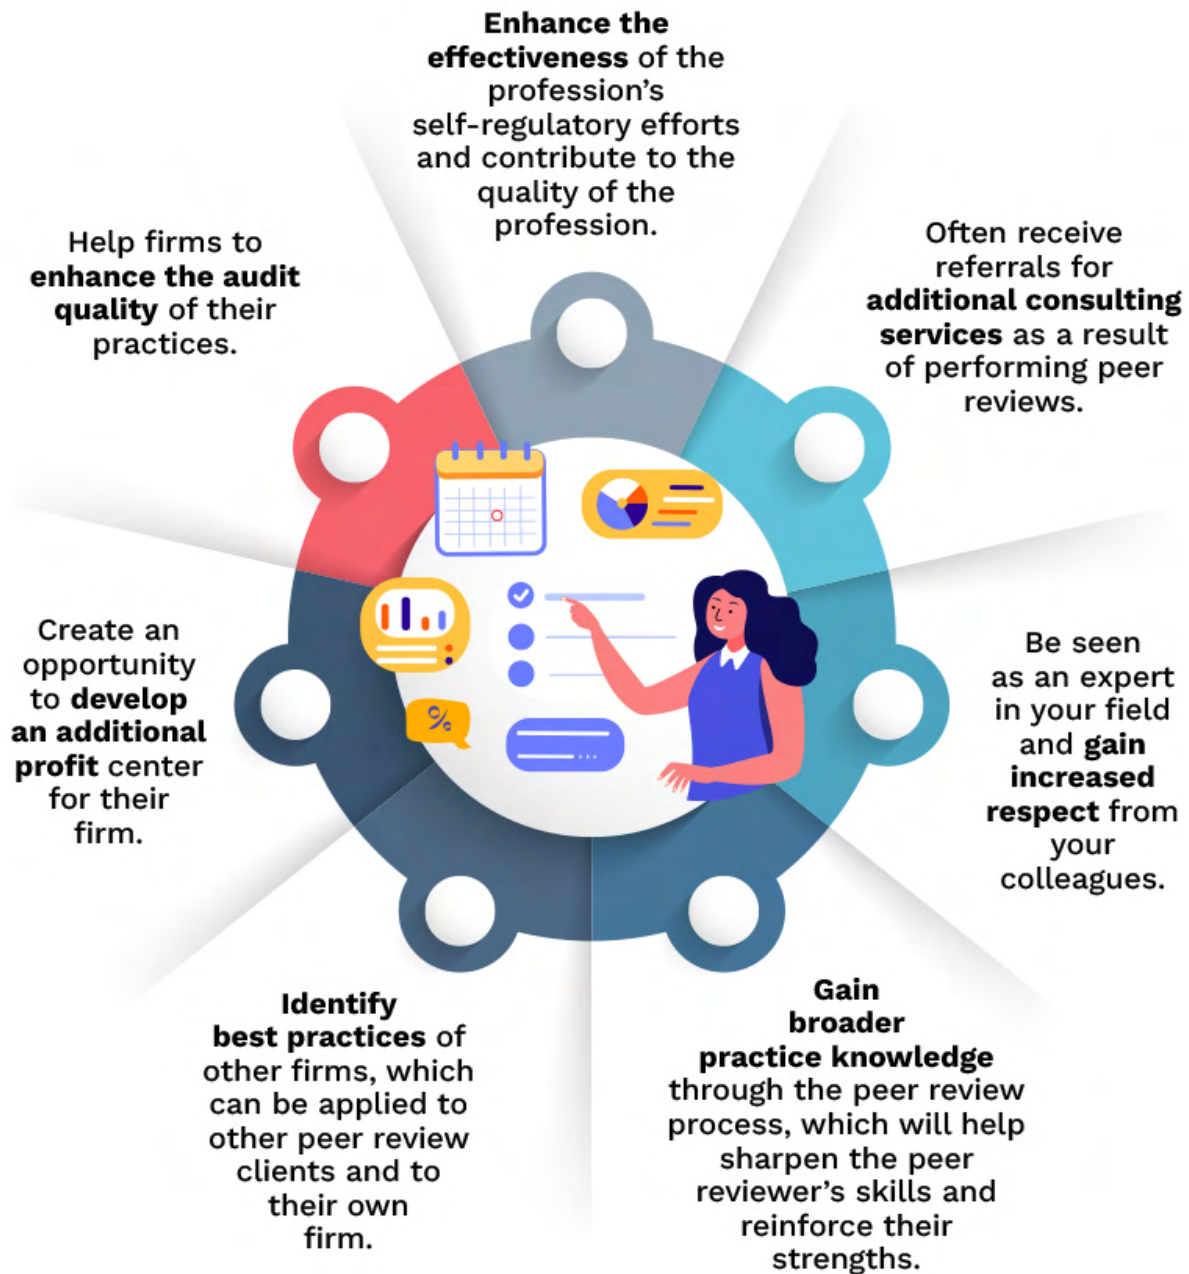 Enhance the
effectiveness of the
profession's
self-regulatory efforts
and contribute to the
quality of the
profession.
Often receive
referrals for
additional consulting
services as a result
of performing peer
reviews.
Be seen
as an expert
in your field
and gain
increased
respect from
your
colleagues.
Gain
broader
practice knowledge
through the peer review
process, which will help
sharpen the peer
reviewer's skills and
reinforce their
strengths.
Identify
best practices of
other firms, which
can be applied to
other peer review
clients and to
their own
firm.
Create an
opportunity
to develop
an additional
profit center
for their
firm.
Help firms to
enhance the audit
quality of their
practices.
%